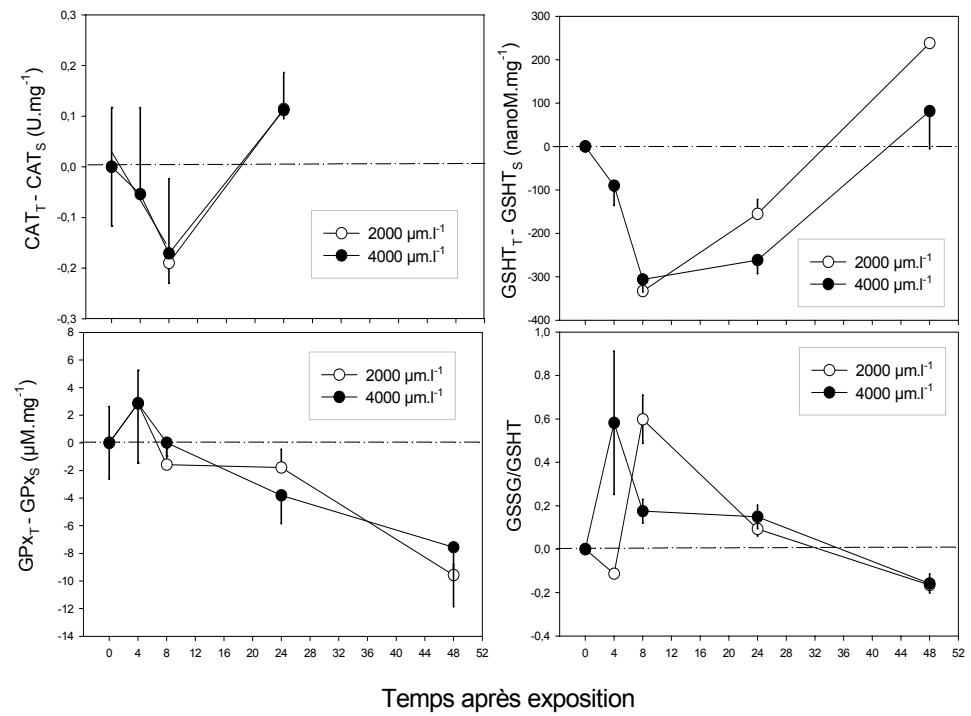 CAT_T - CAT_S (U.mg⁻¹)
0,3
0,2
0,1
0,0
-0,1
-0,2
-0,3
2000 µm.l⁻¹
4000 µm.l⁻¹
GSHT_T - GSHT_S (nanoM.mg⁻¹)
300
200
100
0
-100
-200
-300
-400
2000 µm.l⁻¹
4000 µm.l⁻¹
GPx_T - GPx_S (µM.mg⁻¹)
8
6
4
2
0
-2
-4
-6
-8
-10
-12
-14
2000 µm.l⁻¹
4000 µm.l⁻¹
0 4 8 12 16 20 24 28 32 36 40 44 48 52
GSSG/GSHT
1,0
0,8
0,6
0,4
0,2
0,0
-0,2
-0,4
2000 µm.l⁻¹
4000 µm.l⁻¹
0 4 8 12 16 20 24 28 32 36 40 44 48 52
Temps après exposition